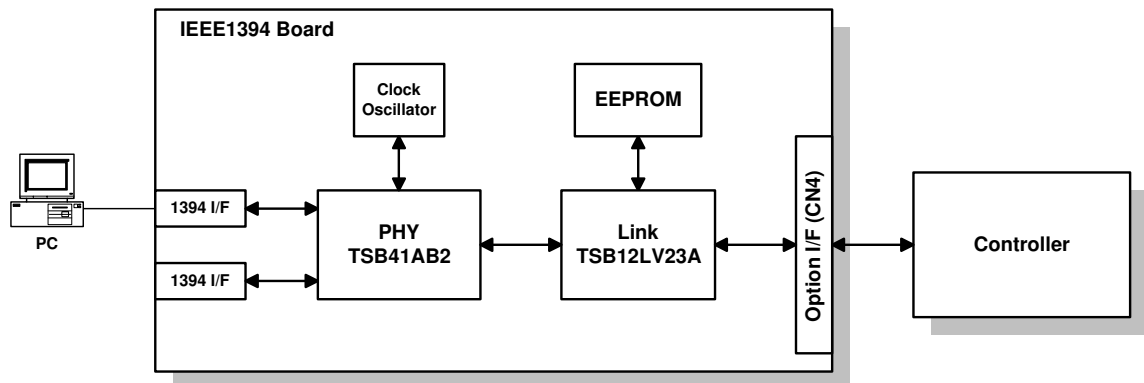 IEEE1394 Board
Clock
Oscillator
EEPROM
1394 I/F
PHY
TSB41AB2
Link
TSB12LV23A
Option I/F (CN4)
Controller
PC
1394 I/F